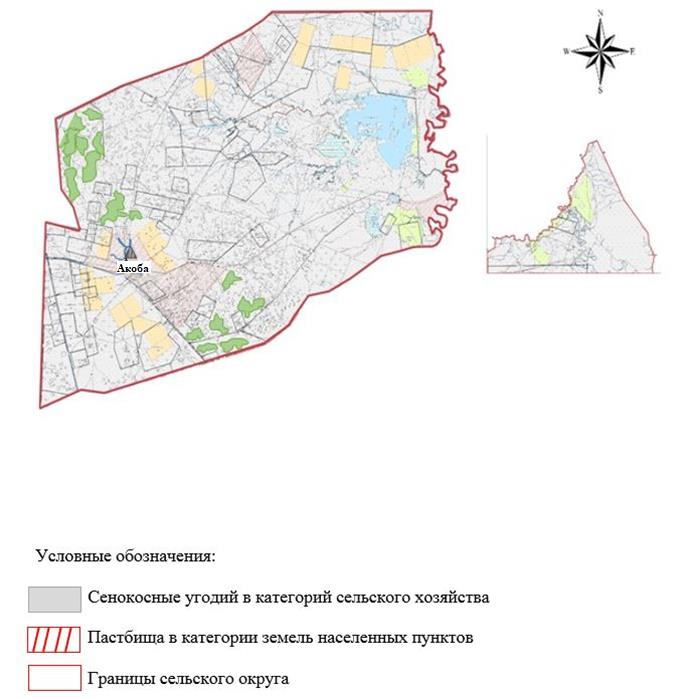 N
W E
S
Акоба
Условные обозначения:
Сенокосные угодий в категорий сельского хозяйства
Пастбища в категории земель населенных пунктов
Границы сельского округа